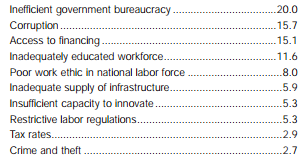 Inefficient government bureaucracy ........................................ 20.0
Corruption ........................................ 15.7
Access to financing ........................................ 15.1
Inadequately educated workforce ........................................ 11.6
Poor work ethic in national labor force ........................................ 8.0
Inadequate supply of infrastructure ........................................ 5.9
Insufficient capacity to innovate ........................................ 5.3
Restrictive labor regulations ........................................ 5.3
Tax rates ........................................ 2.9
Crime and theft ........................................ 2.7